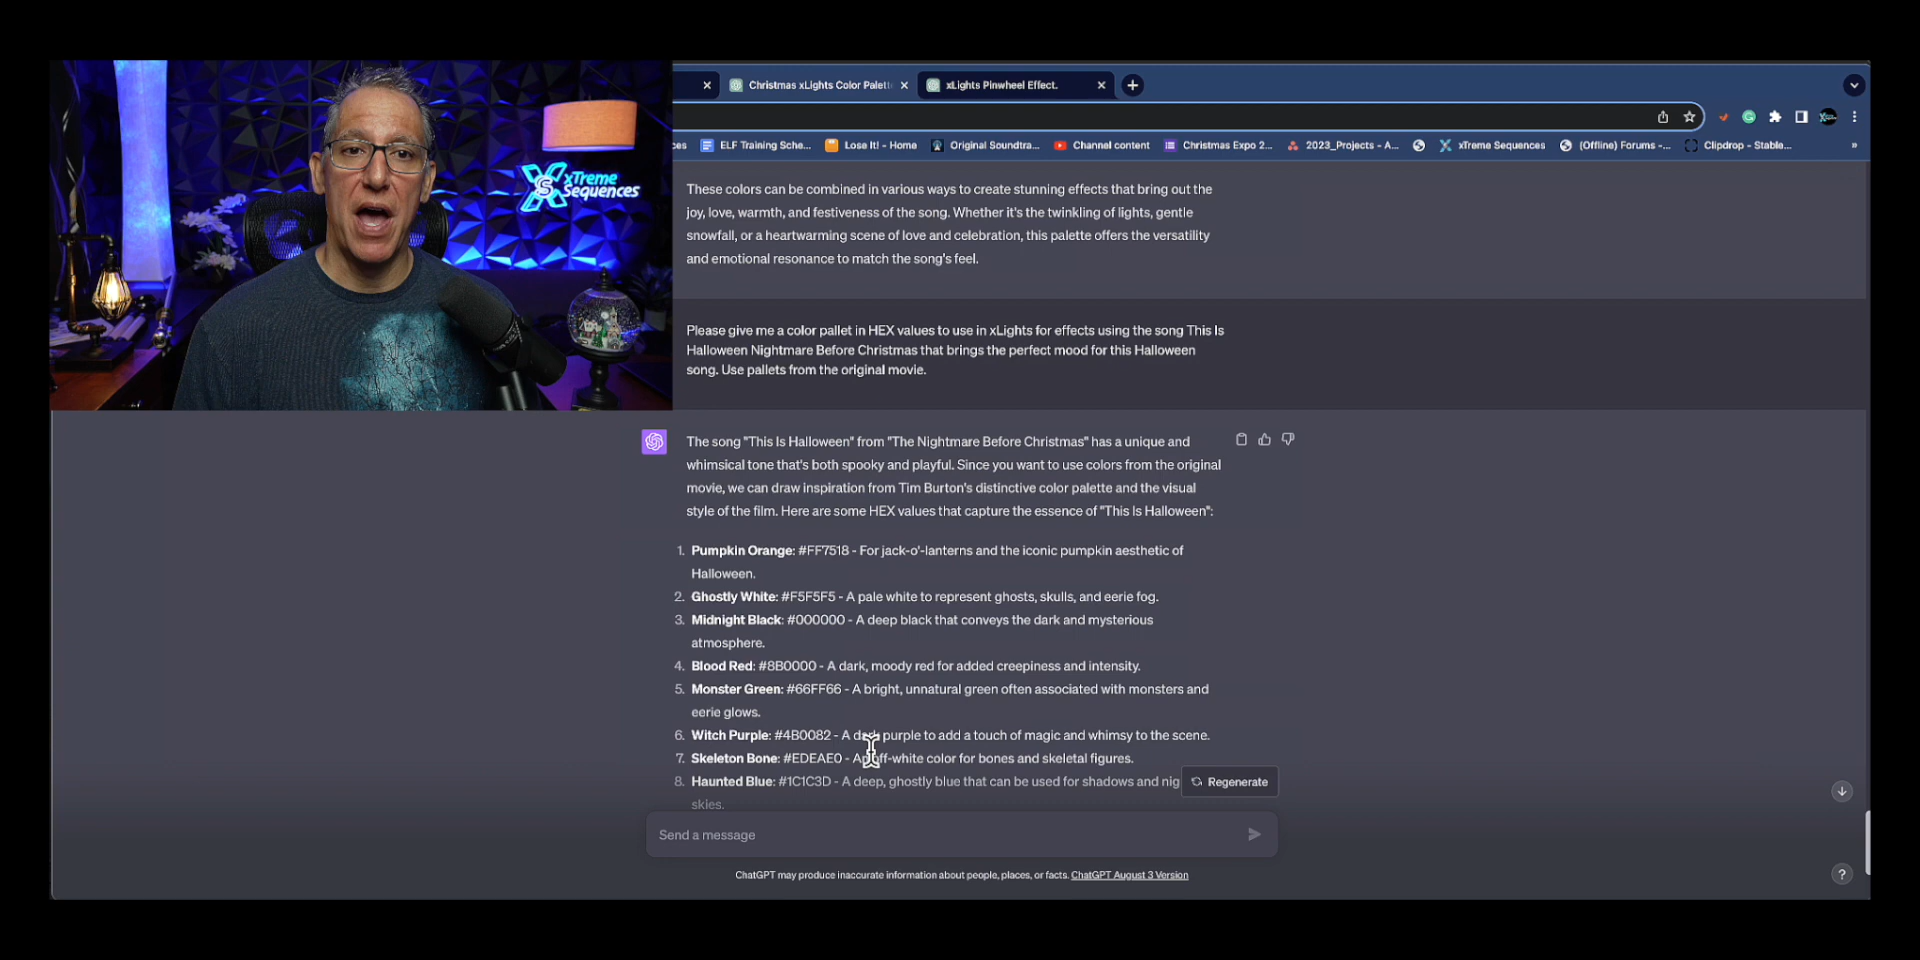 xTreme
Sequences
Christmas xLights Color Palett
xLights Pinwheel Effect.
ces
ELF Training Sche...
Lose It! - Home
Original Soundtra...
Channel content
Christmas Expo 2...
2023_Projects - A...
xTreme Sequences
(Offline) Forums -...
Clipdrop - Stable...
»
These colors can be combined in various ways to create stunning effects that bring out the
joy, love, warmth, and festiveness of the song. Whether it's the twinkling of lights, gentle
snowfall, or a heartwarming scene of love and celebration, this palette offers the versatility
and emotional resonance to match the song's feel.
Please give me a color pallet in HEX values to use in xLights for effects using the song This Is
Halloween Nightmare Before Christmas that brings the perfect mood for this Halloween
song. Use pallets from the original movie.
The song "This Is Halloween" from "The Nightmare Before Christmas" has a unique and
whimsical tone that's both spooky and playful. Since you want to use colors from the original
movie, we can draw inspiration from Tim Burton's distinctive color palette and the visual
style of the film. Here are some HEX values that capture the essence of "This Is Halloween":
1. Pumpkin Orange: #FF7518 - For jack-o'-lanterns and the iconic pumpkin aesthetic of
Halloween.
2. Ghostly White: #F5F5F5 - A pale white to represent ghosts, skulls, and eerie fog.
3. Midnight Black: #000000 - A deep black that conveys the dark and mysterious
atmosphere.
4. Blood Red: #8B0000 - A dark, moody red for added creepiness and intensity.
5. Monster Green: #66FF66 - A bright, unnatural green often associated with monsters and
eerie glows.
6. Witch Purple: #4B0082 - A dark purple to add a touch of magic and whimsy to the scene.
7. Skeleton Bone: #EDEAE0 - An off-white color for bones and skeletal figures.
8. Haunted Blue: #1C1C3D - A deep, ghostly blue that can be used for shadows and nig
skies.
Regenerate
Send a message
ChatGPT may produce inaccurate information about people, places, or facts. ChatGPT August 3 Version
?